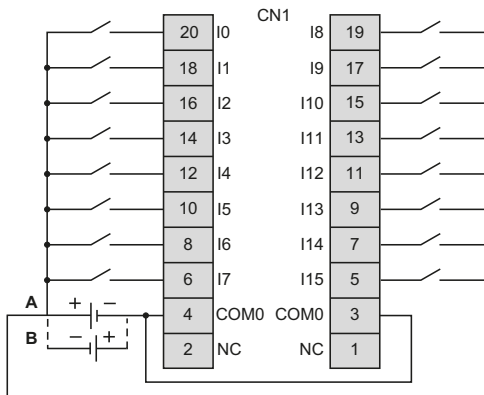 CN1
20 I0 I8 19
18 I1 I9 17
16 I2 I10 15
14 I3 I11 13
12 I4 I12 11
10 I5 I13 9
8 I6 I14 7
6 I7 I15 5
A + −
4 COM0 COM0 3
B − +
2 NC NC 1